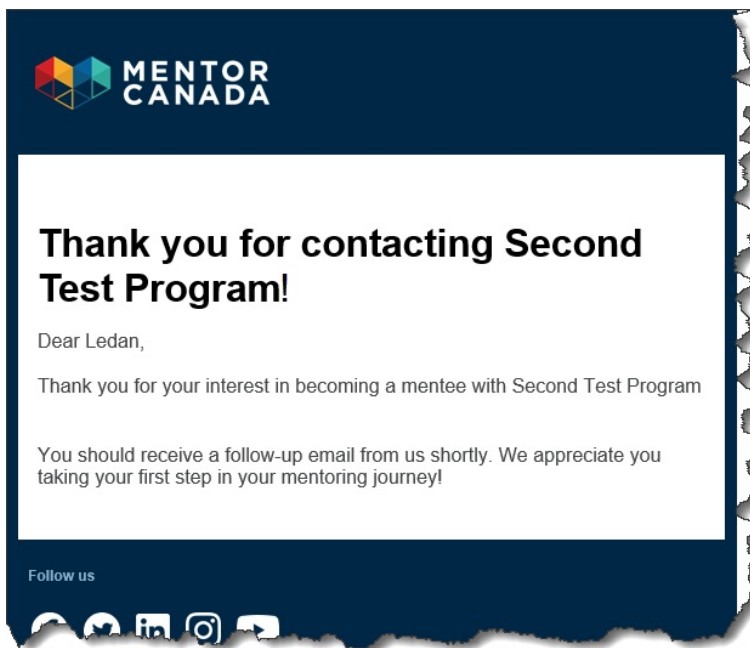 MENTOR
CANADA
Thank you for contacting Second
Test Program!
Dear Ledan,
Thank you for your interest in becoming a mentee with Second Test Program
You should receive a follow-up email from us shortly. We appreciate you
taking your first step in your mentoring journey!
Follow us
in